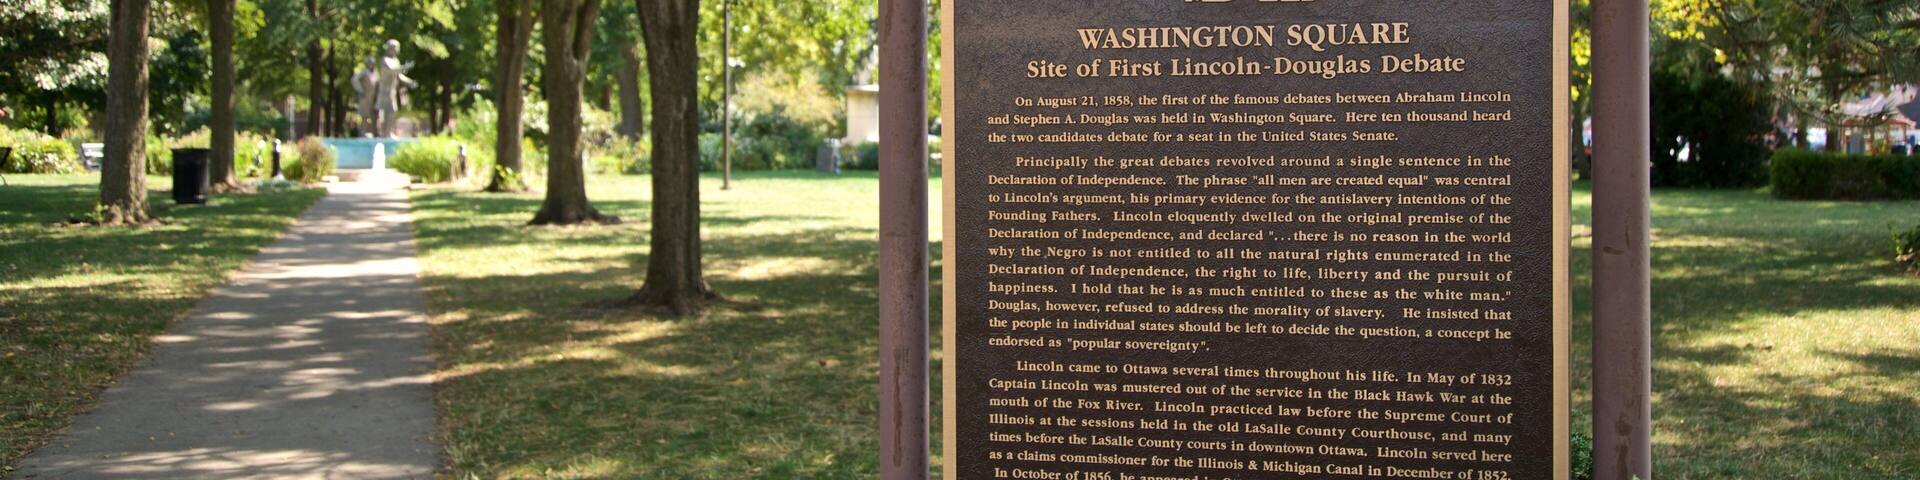 WASHINGTON SQUARE
Site of First Lincoln-Douglas Debate
On August 21, 1858, the first of the famous debates between Abraham Lincoln
and Stephen A. Douglas was held in Washington Square. Here ten thousand heard
the two candidates debate for a seat in the United States Senate.
Principally the great debates revolved around a single sentence in the
Declaration of Independence. The phrase "all men are created equal" was central
to Lincoln's argument, his primary evidence for the antislavery intentions of the
Founding Fathers. Lincoln eloquently dwelled on the original premise of the
Declaration of Independence, and declared "...there is no reason in the world
why the Negro is not entitled to all the natural rights enumerated in the
Declaration of Independence, the right to life, liberty and the pursuit of
happiness. I hold that he is as much entitled to these as the white man."
Douglas, however, refused to address the morality of slavery. He insisted that
the people in individual states should be left to decide the question, a concept he
endorsed as "popular sovereignty".
Lincoln came to Ottawa several times throughout his life. In May of 1832
Captain Lincoln was mustered out of the service in the Black Hawk War at the
mouth of the Fox River. Lincoln practiced law before the Supreme Court of
Illinois at the sessions held in the old LaSalle County Courthouse, and many
times before the LaSalle County courts in downtown Ottawa. Lincoln served here
as a claims commissioner for the Illinois & Michigan Canal in December of 1852.
In October of 1856, he appeared in